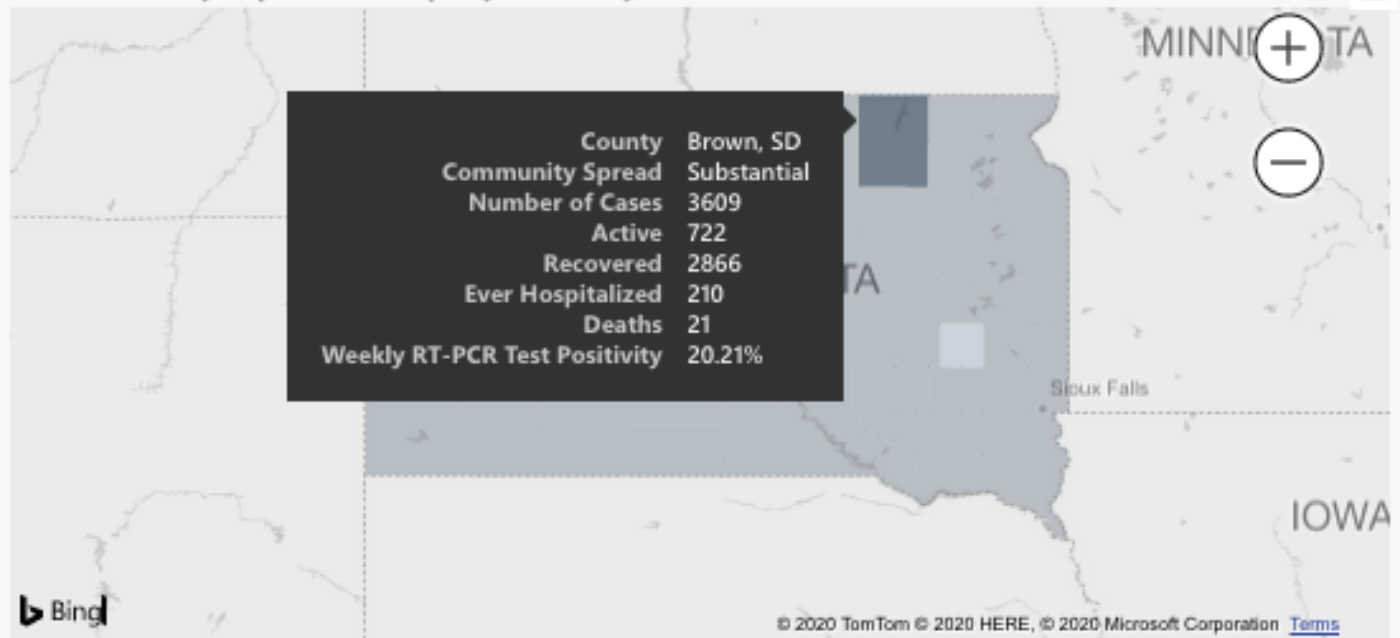 MINNE TA
County Brown, SD
Community Spread Substantial
Number of Cases 3609
Active 722
Recovered 2866
Ever Hospitalized 210
Deaths 21
Weekly RT-PCR Test Positivity 20.21%
TA
Sioux Falls
IOWA
Bing
© 2020 TomTom © 2020 HERE, © 2020 Microsoft Corporation Terms